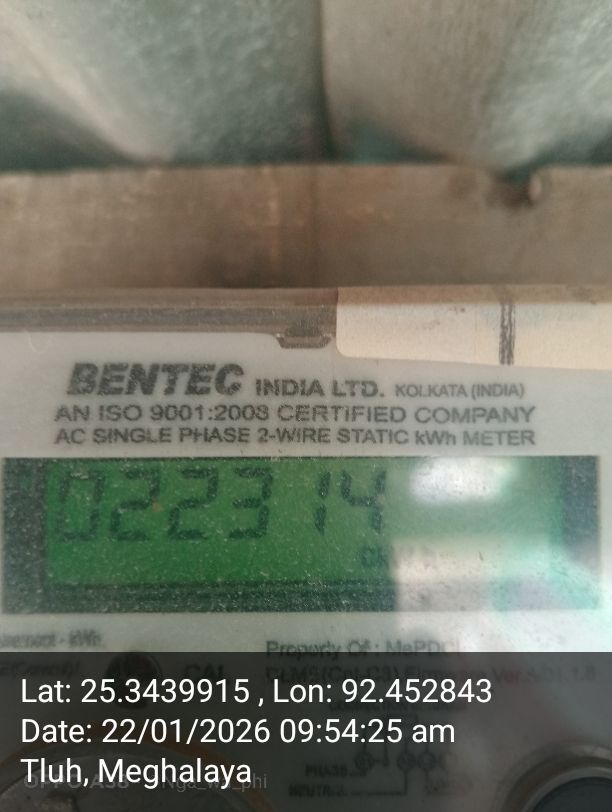 BENTEC INDIA LTD. KOLKATA (INDIA)
AN ISO 9001:2008 CERTIFIED COMPANY
AC SINGLE PHASE 2-WIRE STATIC kWh METER
022314
Property Of : MePDCL
Lat: 25.3439915 , Lon: 92.452843
Date: 22/01/2026 09:54:25 am
Tluh, Meghalaya